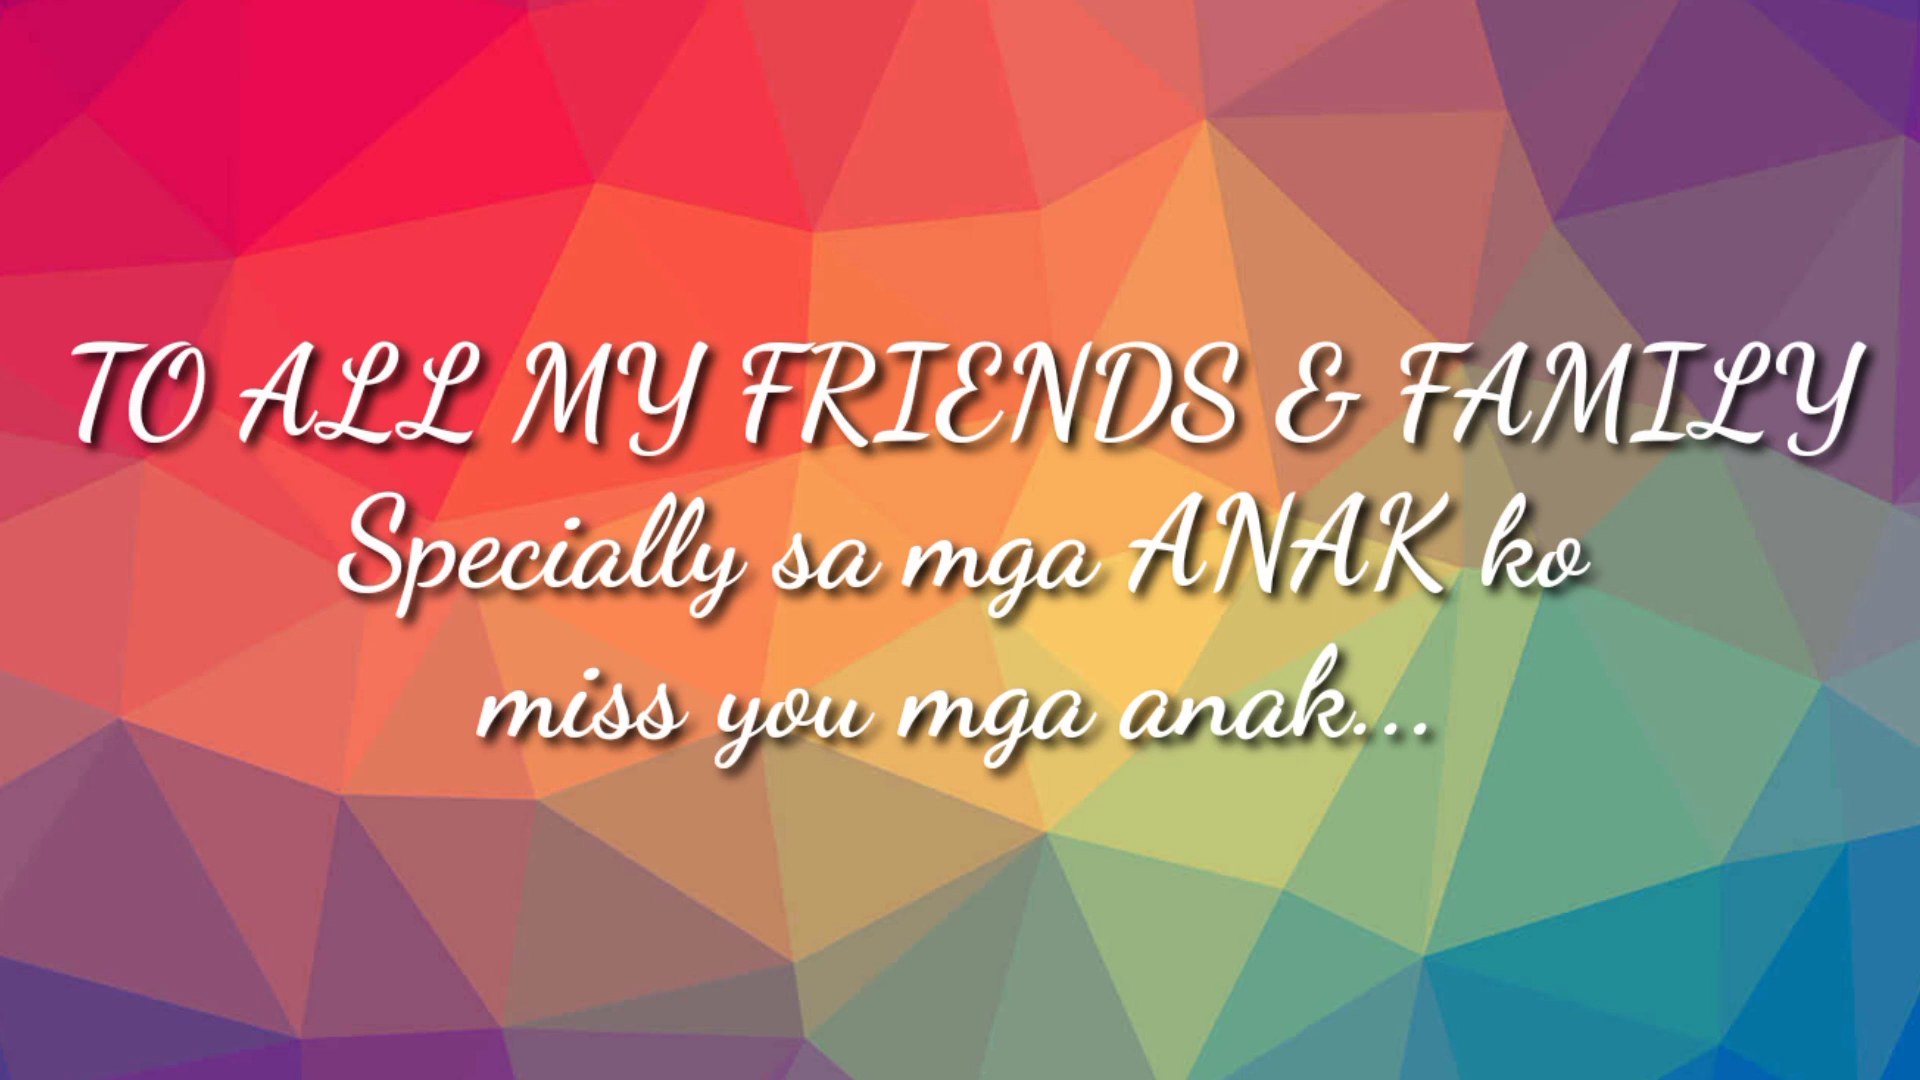 TO ALL MY FRIENDS & FAMILY
Specially sa mga ANAK ko
miss you mga anak...